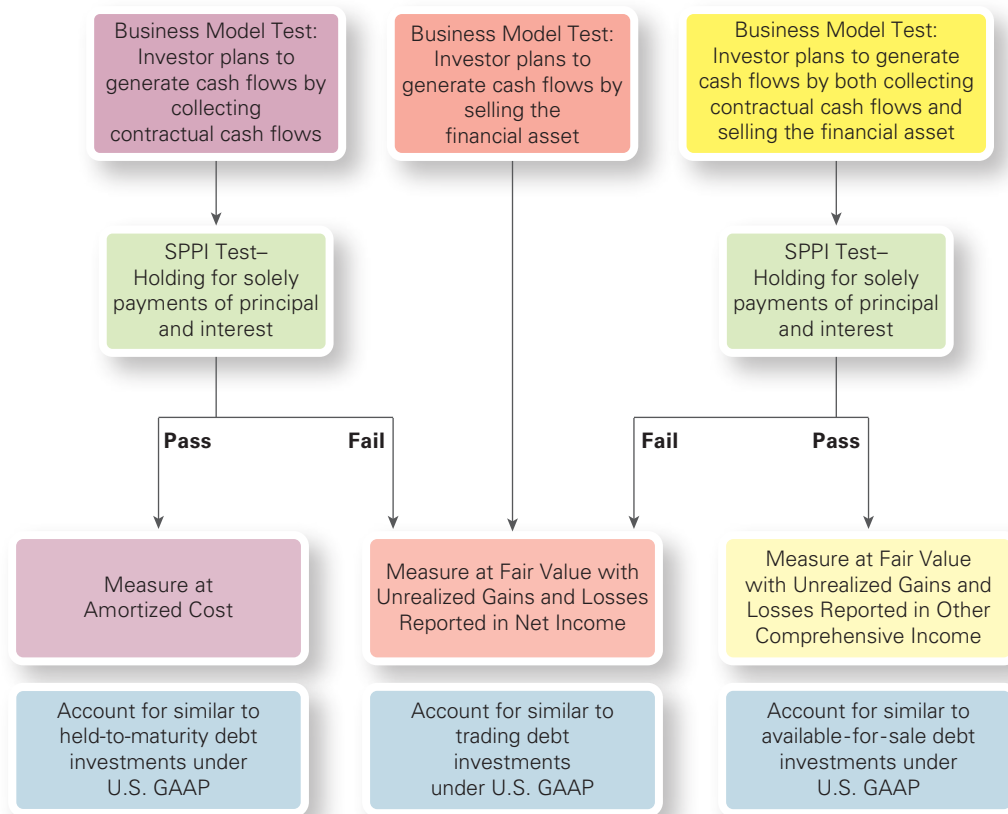 Business Model Test:
Investor plans to
generate cash flows by
collecting
contractual cash flows
Business Model Test:
Investor plans to
generate cash flows by
selling the
financial asset
Business Model Test:
Investor plans to generate
cash flows by both collecting
contractual cash flows and
selling the financial asset
SPPI Test–
Holding for solely
payments of principal
and interest
SPPI Test–
Holding for solely
payments of principal
and interest
Pass
Fail
Fail
Pass
Measure at
Amortized Cost
Measure at Fair Value with
Unrealized Gains and Losses
Reported in Net Income
Measure at Fair Value
with Unrealized Gains and
Losses Reported in Other
Comprehensive Income
Account for similar to
held-to-maturity debt
investments under
U.S. GAAP
Account for similar to
trading debt
investments
under U.S. GAAP
Account for similar to
available-for-sale debt
investments under
U.S. GAAP